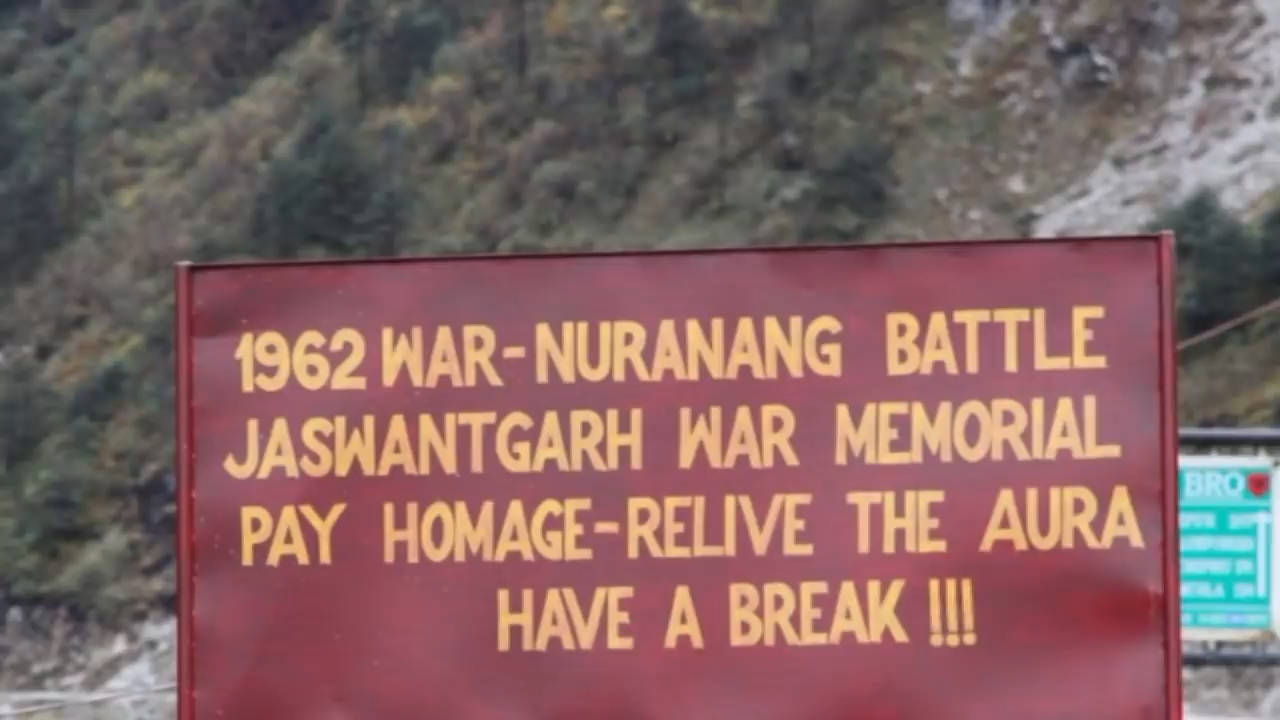 1962 WAR-NURANANG BATTLE
JASWANTGARH WAR MEMORIAL
PAY HOMAGE-RELIVE THE AURA
HAVE A BREAK !!!
BRO